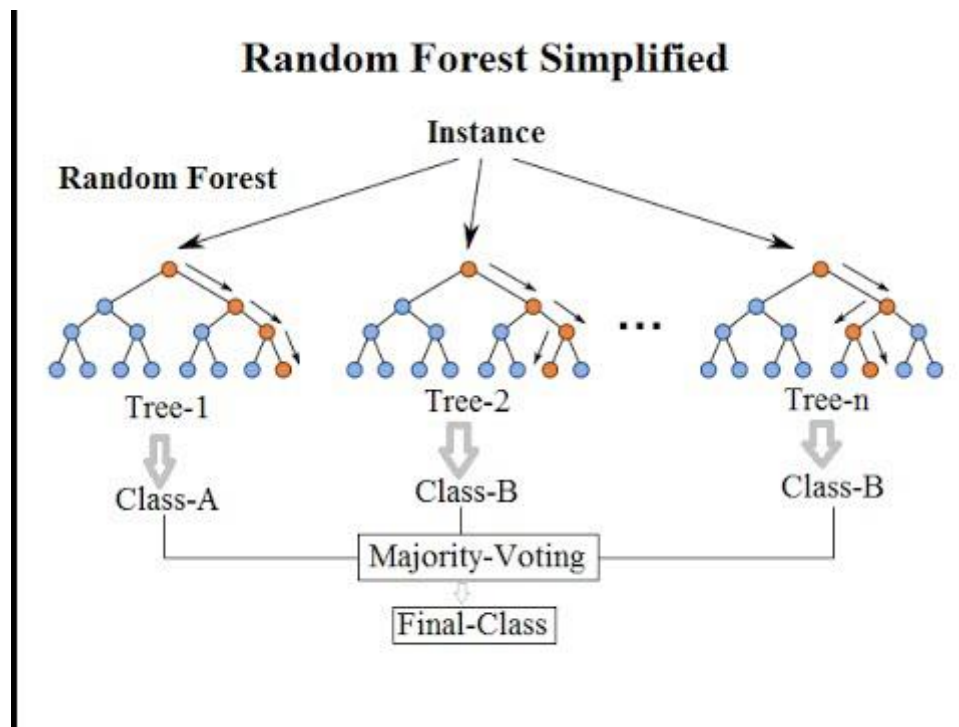 Random Forest Simplified
Instance
Random Forest
...
Tree-1
Tree-2
Tree-n
Class-A
Class-B
Class-B
Majority-Voting
Final-Class